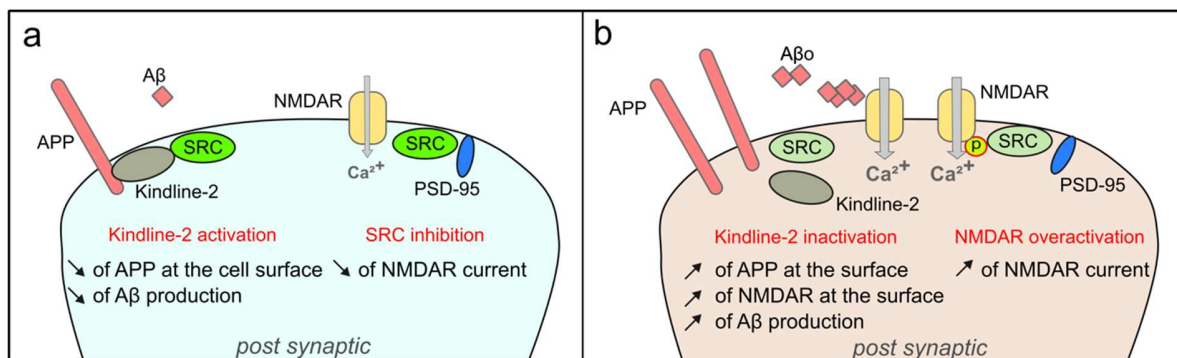 a
Aβ
NMDAR
APP
SRC
SRC
Ca²⁺
Kindline-2
PSD-95
Kindline-2 activation
SRC inhibition
↘ of APP at the cell surface
↘ of NMDAR current
↘ of Aβ production
post synaptic
b
Aβo
APP
NMDAR
SRC
p
SRC
Ca²⁺
Ca²⁺
PSD-95
Kindline-2
Kindline-2 inactivation
NMDAR overactivation
↗ of APP at the surface
↗ of NMDAR current
↗ of NMDAR at the surface
↗ of Aβ production
post synaptic